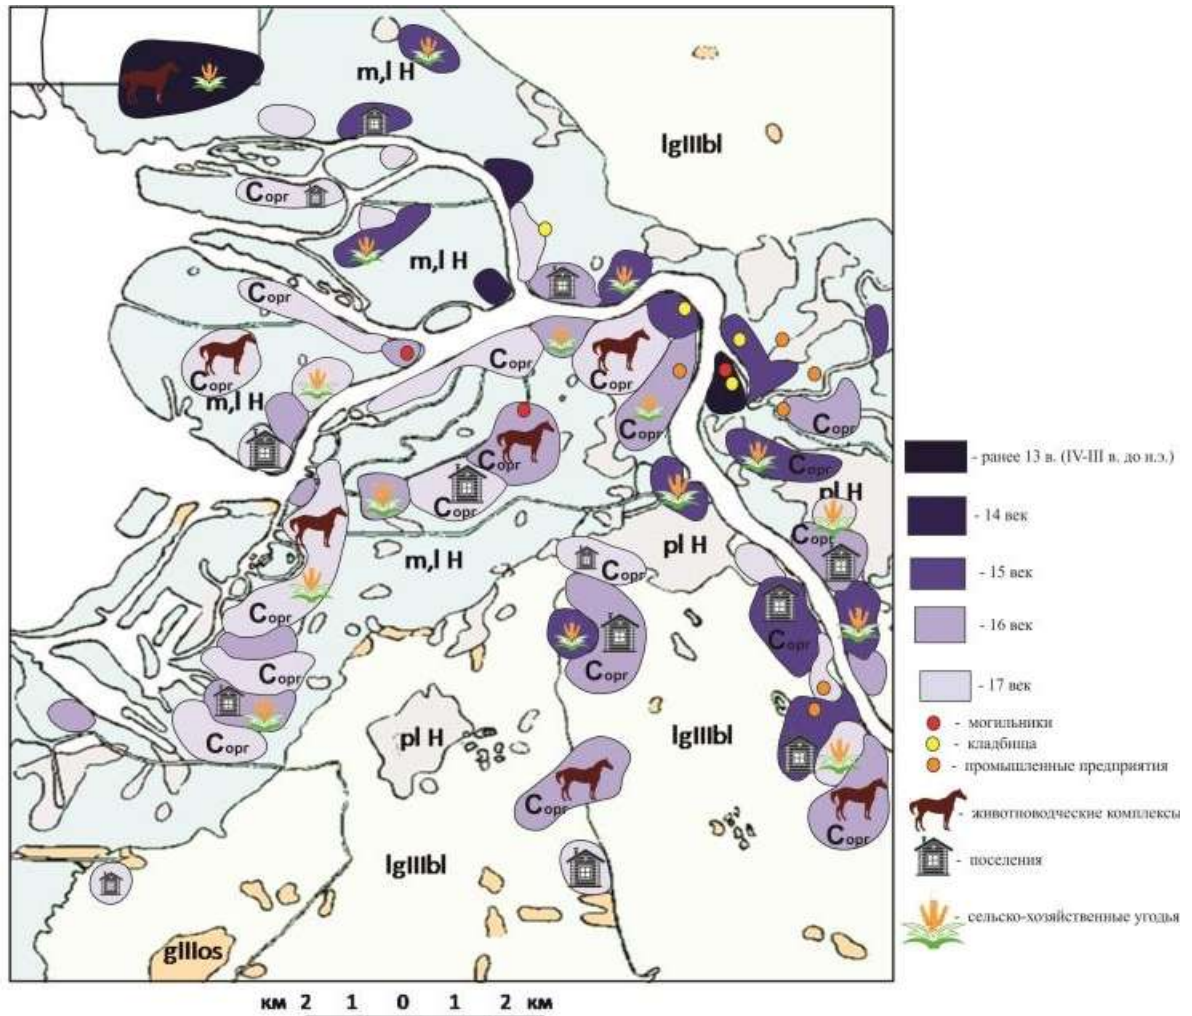 m,l H
lgIIIbl
Cорг
m,l H
Cорг
Cорг
Cорг
m,l H
Cорг
Cорг
Cорг
Cорг
Cорг
pl H
Cорг
pl H
m,l H
Cорг
Cорг
Cорг
Cорг
Cорг
Cорг
pl H
lgIIIbl
Cорг
Cорг
lgIIIbl
gIIIos
км 2 1 0 1 2 км
- ранее 13 в. (IV-III в. до н.э.)
- 14 век
- 15 век
- 16 век
- 17 век
- могильники
- кладбища
- промышленные предприятия
- животноводческие комплексы
- поселения
- сельско-хозяйственные угодья